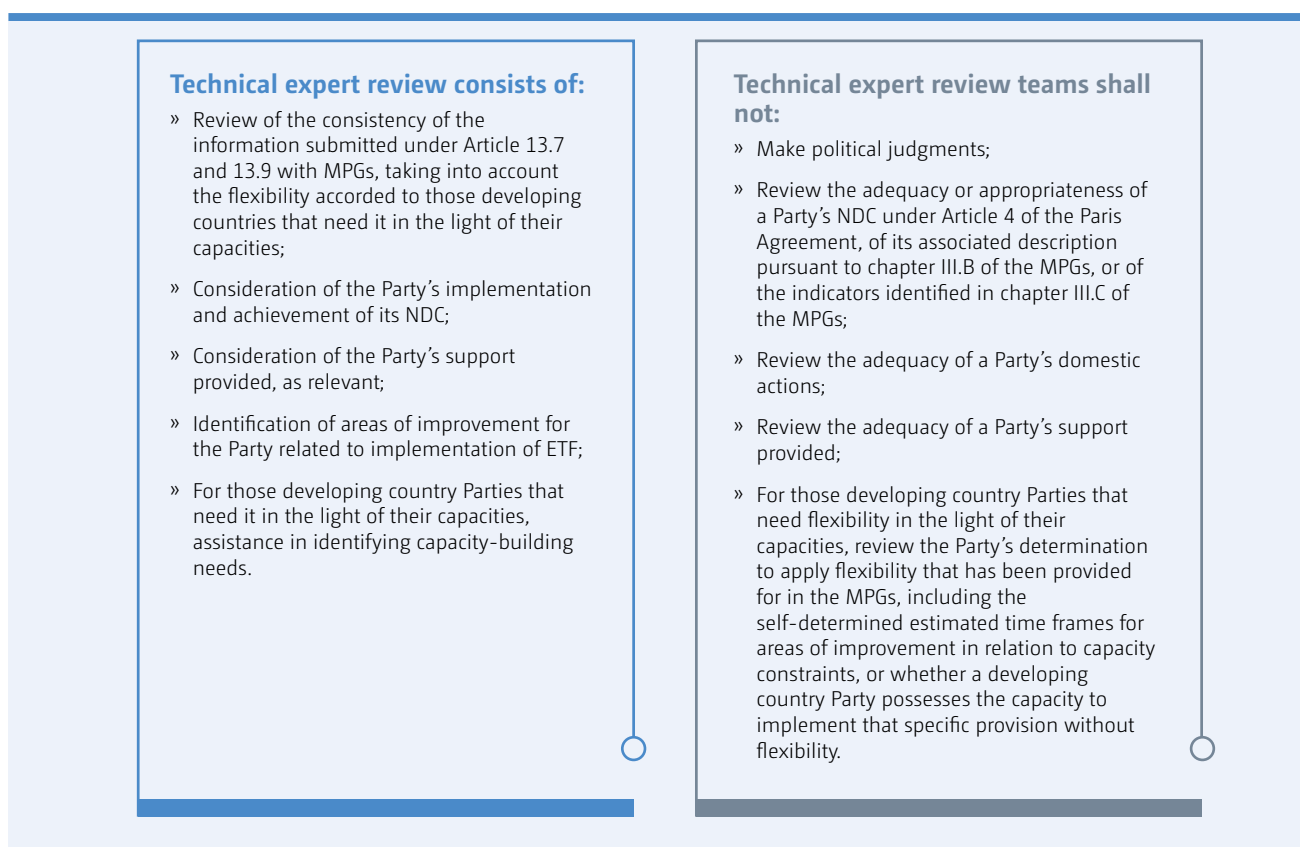 Technical expert review consists of:
» Review of the consistency of the
information submitted under Article 13.7
and 13.9 with MPGs, taking into account
the flexibility accorded to those developing
countries that need it in the light of their
capacities;
» Consideration of the Party’s implementation
and achievement of its NDC;
» Consideration of the Party’s support
provided, as relevant;
» Identification of areas of improvement for
the Party related to implementation of ETF;
» For those developing country Parties that
need it in the light of their capacities,
assistance in identifying capacity-building
needs.
Technical expert review teams shall
not:
» Make political judgments;
» Review the adequacy or appropriateness of
a Party’s NDC under Article 4 of the Paris
Agreement, of its associated description
pursuant to chapter III.B of the MPGs, or of
the indicators identified in chapter III.C of
the MPGs;
» Review the adequacy of a Party’s domestic
actions;
» Review the adequacy of a Party’s support
provided;
» For those developing country Parties that
need flexibility in the light of their
capacities, review the Party’s determination
to apply flexibility that has been provided
for in the MPGs, including the
self-determined estimated time frames for
areas of improvement in relation to capacity
constraints, or whether a developing
country Party possesses the capacity to
implement that specific provision without
flexibility.